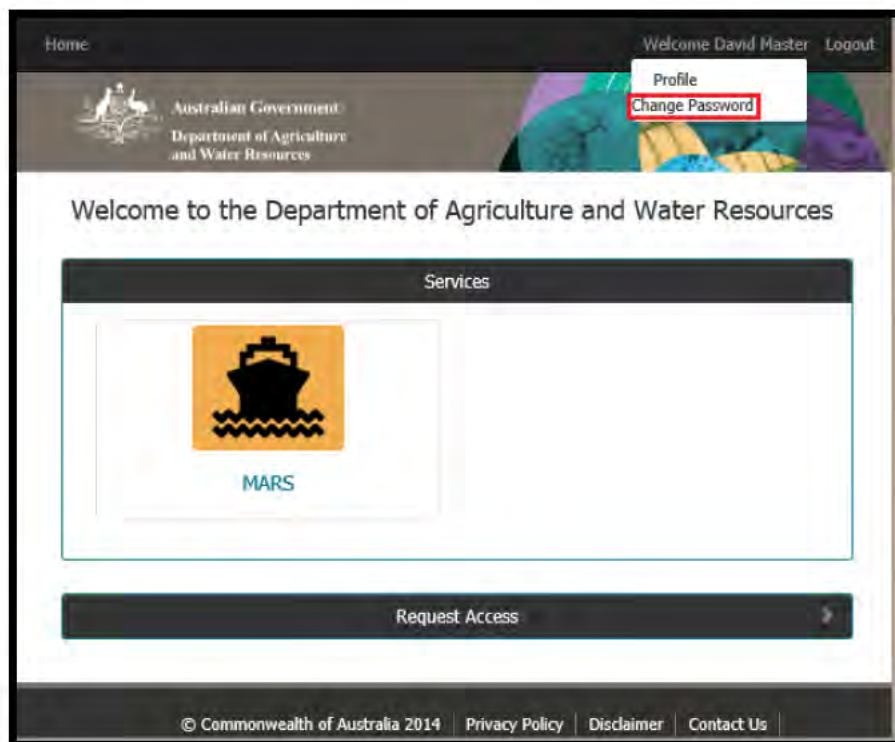 Home Welcome David Master Logout
Profile
Change Password
Australian Government
Department of Agriculture
and Water Resources
Welcome to the Department of Agriculture and Water Resources
Services
MARS
Request Access
© Commonwealth of Australia 2014 | Privacy Policy | Disclaimer | Contact Us |